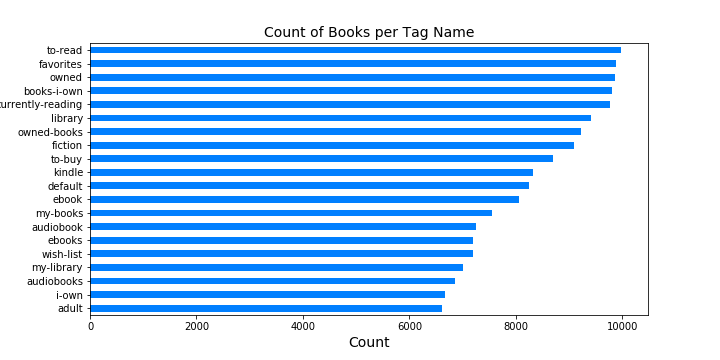 Count of Books per Tag Name
to-read
favorites
owned
books-i-own
urrently-reading
library
owned-books
fiction
to-buy
kindle
default
ebook
my-books
audiobook
ebooks
wish-list
my-library
audiobooks
i-own
adult
0 2000 4000 6000 8000 10000
Count